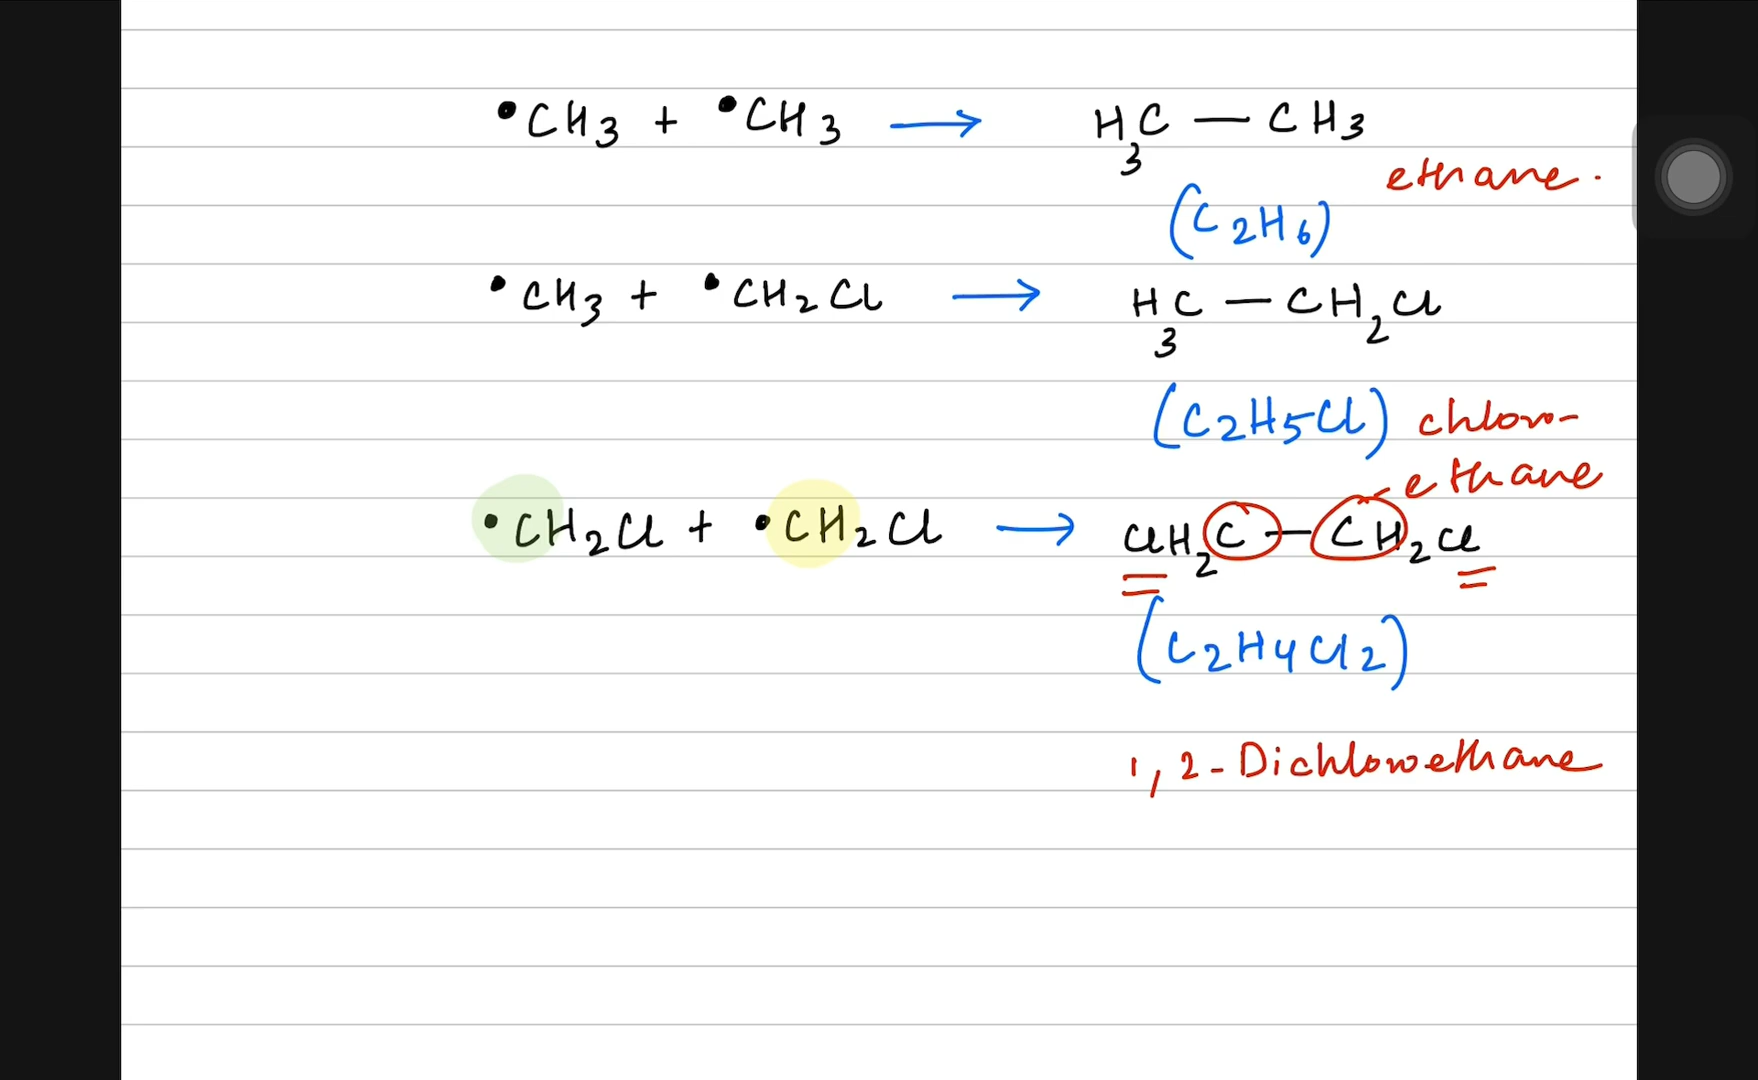 •CH3 + •CH3 ⟶ H3C — CH3
ethane.
(C2H6)
•CH3 + •CH2Cl ⟶ H3C — CH2Cl
(C2H5Cl) chloro-
ethane
•CH2Cl + •CH2Cl ⟶ ClH2C — CH2Cl
(C2H4Cl2)
1,2-Dichloroethane